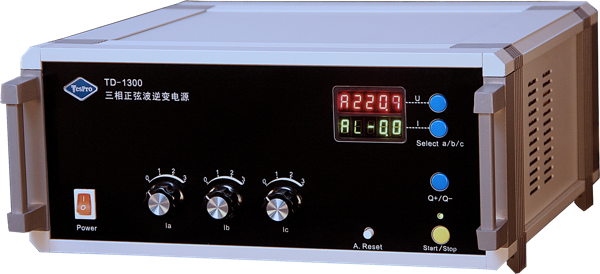 TesPro
TD-1300
三相正弦波逆变电源
A220.7
U
AL-0.0
I
Select a/b/c
0 1 2 3
0 1 2 3
0 1 2 3
Q+/Q-
Power
Ia
Ib
Ic
A. Reset
Start/Stop